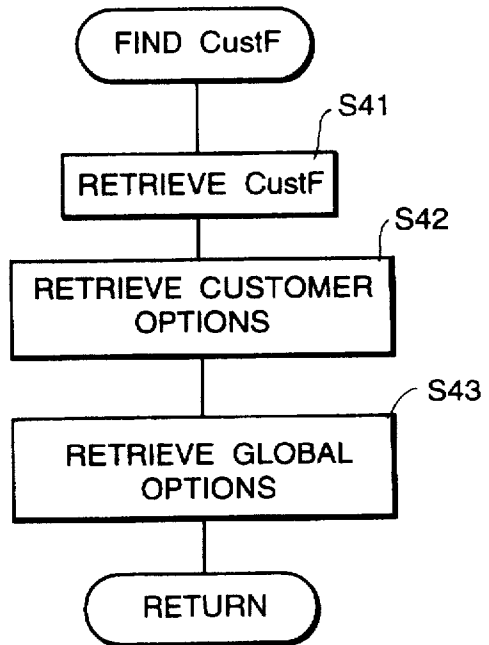 FIND CustF
S41
RETRIEVE CustF
S42
RETRIEVE CUSTOMER
OPTIONS
S43
RETRIEVE GLOBAL
OPTIONS
RETURN